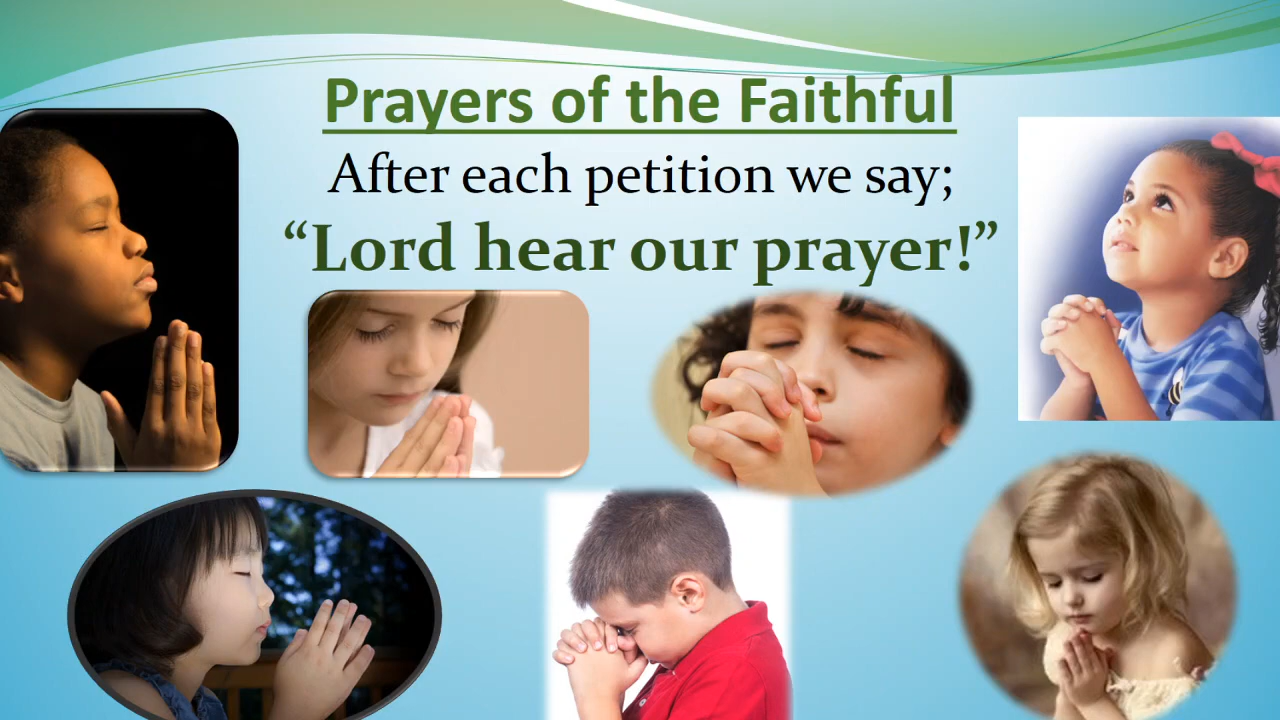 Prayers of the Faithful
After each petition we say;
“Lord hear our prayer!”